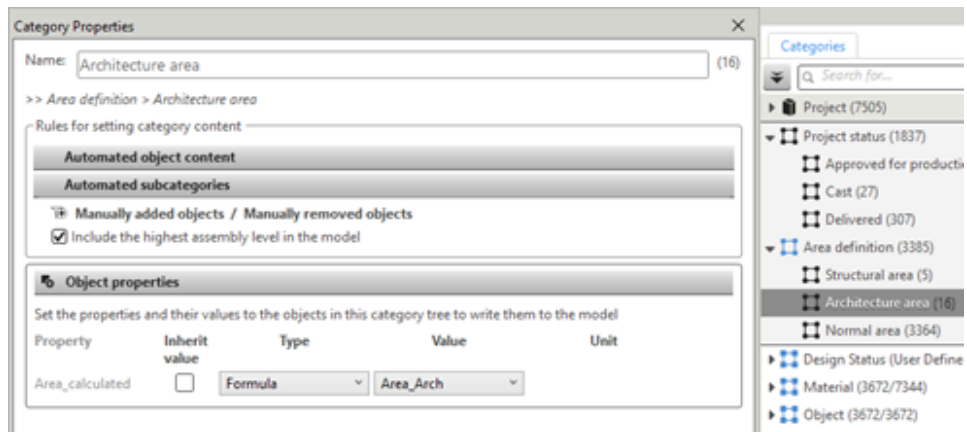 Category Properties
Name: Architecture area (16)
>> Area definition > Architecture area
Rules for setting category content
Automated object content
Automated subcategories
Manually added objects / Manually removed objects
Include the highest assembly level in the model
Object properties
Set the properties and their values to the objects in this category tree to write them to the model
Property Inherit value Type Value Unit
Area_calculated Formula Area_Arch
Categories
Search for...
Project (7505)
Project status (1837)
Approved for productio
Cast (27)
Delivered (307)
Area definition (3385)
Structural area (5)
Architecture area (16)
Normal area (3364)
Design Status (User Define
Material (3672/7344)
Object (3672/3672)